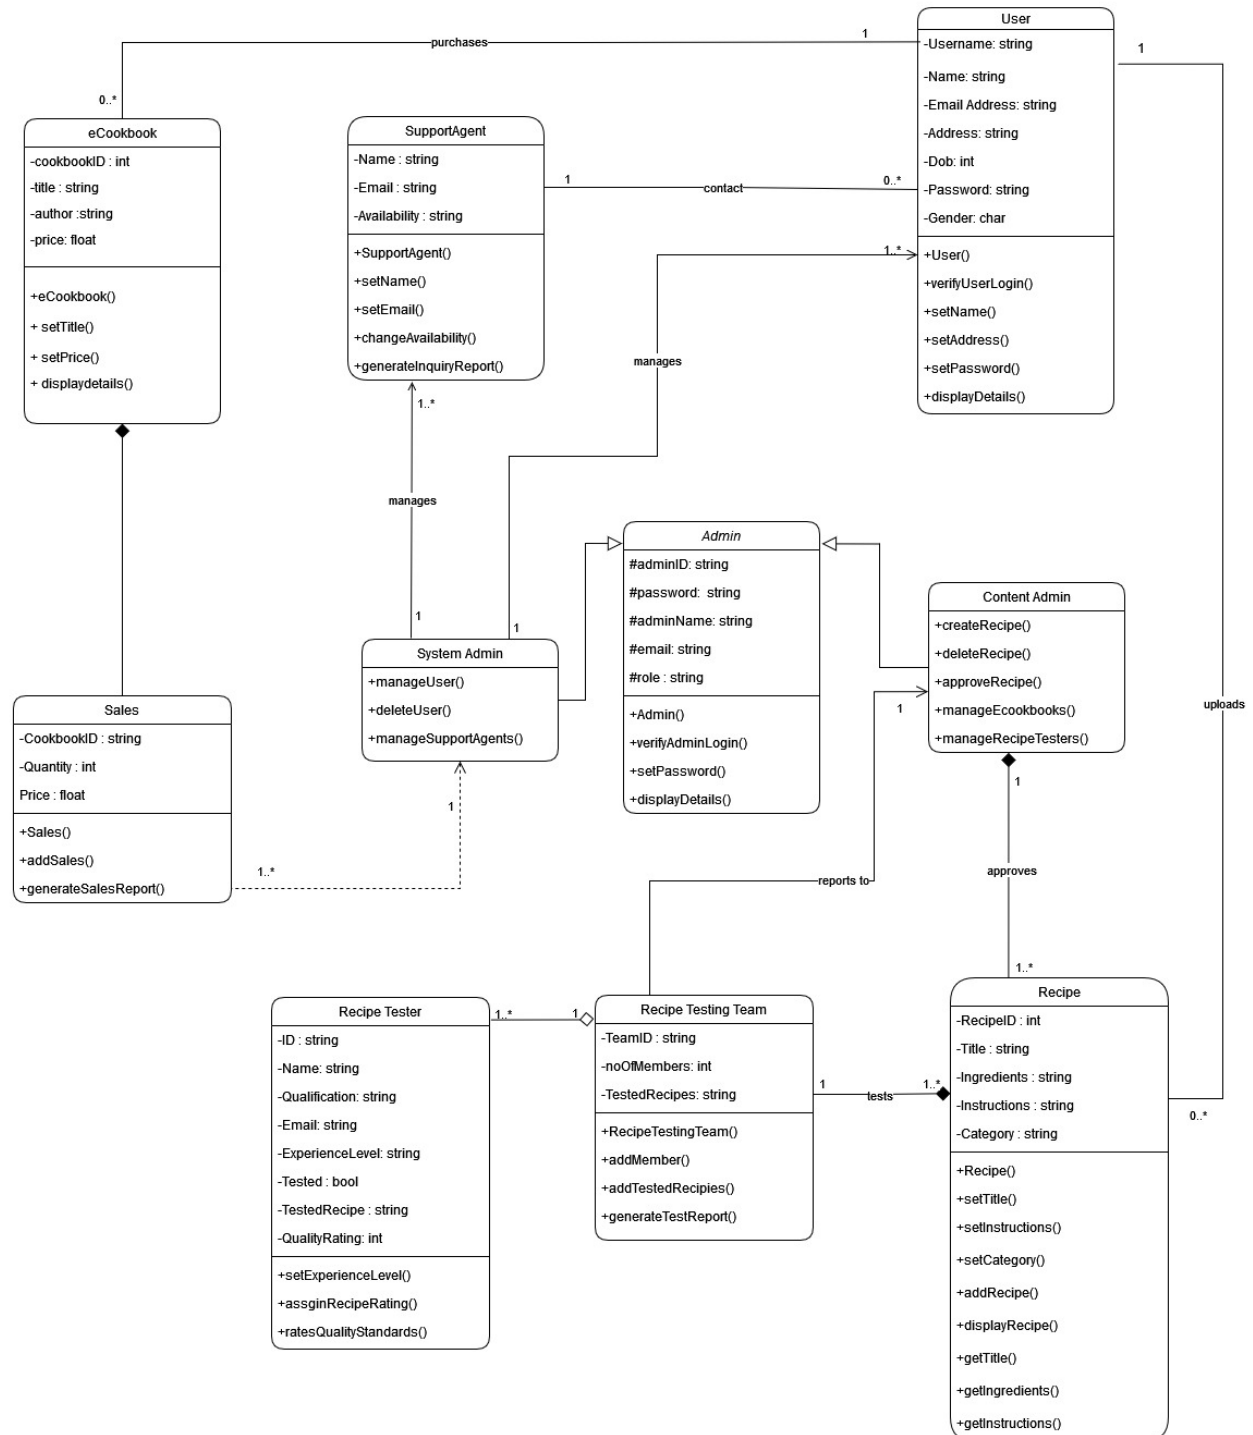 User
-Username: string
-Name: string
-Email Address: string
-Address: string
-Dob: int
-Password: string
-Gender: char
+User()
+verifyUserLogin()
+setName()
+setAddress()
+setPassword()
+displayDetails()
1
purchases
1
0..*
eCookbook
-cookbookID : int
-title : string
-author :string
-price: float
+eCookbook()
+ setTitle()
+ setPrice()
+ displaydetails()
SupportAgent
-Name : string
-Email : string
-Availability : string
+SupportAgent()
+setName()
+setEmail()
+changeAvailability()
+generateInquiryReport()
1
contact
0..*
1..*
manages
1
1..*
manages
1
System Admin
+manageUser()
+deleteUser()
+manageSupportAgents()
Admin
#adminID: string
#password:  string
#adminName: string
#email: string
#role : string
+Admin()
+verifyAdminLogin()
+setPassword()
+displayDetails()
Content Admin
+createRecipe()
+deleteRecipe()
+approveRecipe()
+manageEcookbooks()
+manageRecipeTesters()
uploads
Sales
-CookbookID : string
-Quantity : int
Price : float
+Sales()
+addSales()
+generateSalesReport()
1..*
1
1
reports to
1
approves
1..*
Recipe Tester
-ID : string
-Name: string
-Qualification: string
-Email: string
-ExperienceLevel: string
-Tested : bool
-TestedRecipe : string
-QualityRating: int
+setExperienceLevel()
+assginRecipeRating()
+ratesQualityStandards()
1..*
1
Recipe Testing Team
-TeamID : string
-noOfMembers: int
-TestedRecipes: string
+RecipeTestingTeam()
+addMember()
+addTestedRecipies()
+generateTestReport()
1
tests
1..*
Recipe
-RecipeID : int
-Title : string
-Ingredients : string
-Instructions : string
-Category : string
+Recipe()
+setTitle()
+setInstructions()
+setCategory()
+addRecipe()
+displayRecipe()
+getTitle()
+getIngredients()
+getInstructions()
0..*